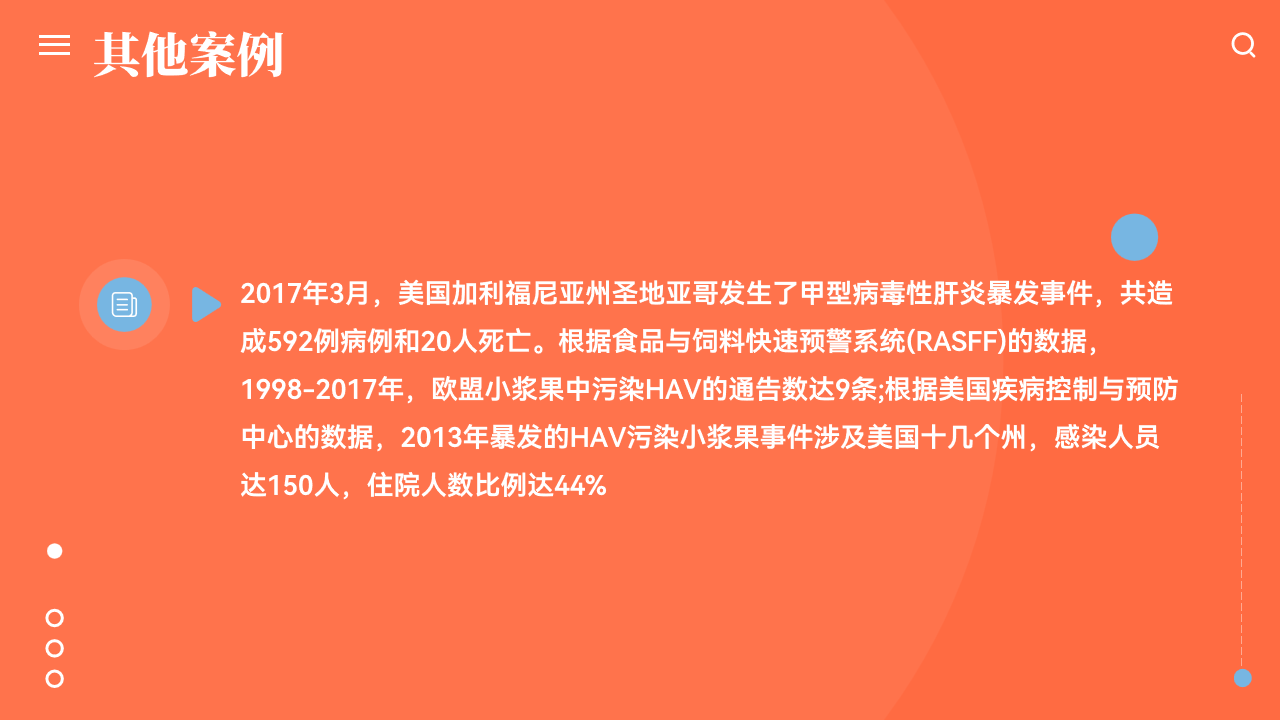 其他案例
2017年3月，美国加利福尼亚州圣地亚哥发生了甲型病毒性肝炎暴发事件，共造
成592例病例和20人死亡。根据食品与饲料快速预警系统(RASFF)的数据，
1998-2017年，欧盟小浆果中污染HAV的通告数达9条;根据美国疾病控制与预防
中心的数据，2013年暴发的HAV污染小浆果事件涉及美国十几个州，感染人员
达150人，住院人数比例达44%